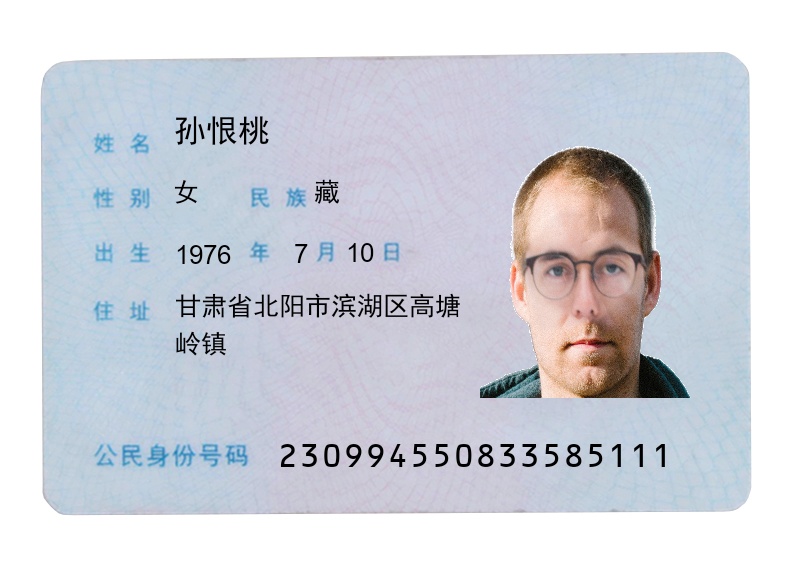 姓名 孙恨桃
性别 女 民族 藏
出生 1976 年 7 月 10 日
住址 甘肃省北阳市滨湖区高塘
岭镇
公民身份号码 230994550833585111